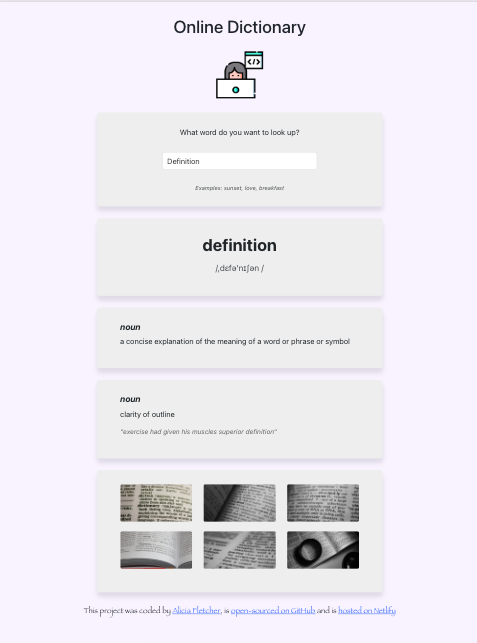 Online Dictionary
</>
What word do you want to look up?
Definition
Examples: sunset, love, breakfast
definition
/ˌdɛfəˈnɪʃən /
noun
a concise explanation of the meaning of a word or phrase or symbol
noun
clarity of outline
"exercise had given his muscles superior definition"
This project was coded by Alicia Fletcher, is open-sourced on GitHub and is hosted on Netlify